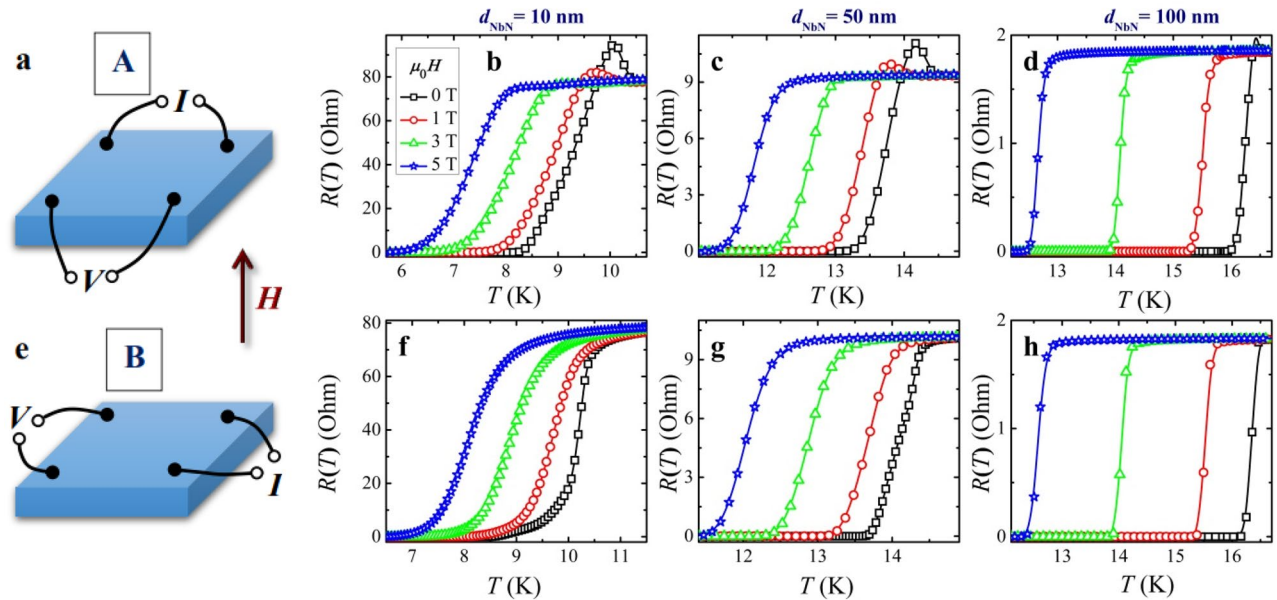 d_NbN = 10 nm
d_NbN = 50 nm
d_NbN = 100 nm
a
A
I
V
H
b
μ₀H
0 T
1 T
3 T
5 T
R(T) (Ohm)
100
80
60
40
20
0
6 7 8 9 10
T (K)
c
R(T) (Ohm)
9
6
3
0
12 13 14
T (K)
d
R(T) (Ohm)
2
1
0
13 14 15 16
T (K)
e
B
V
I
f
R(T) (Ohm)
80
60
40
20
0
7 8 9 10 11
T (K)
g
R(T) (Ohm)
9
6
3
0
12 13 14
T (K)
h
R(T) (Ohm)
2
1
0
13 14 15 16
T (K)